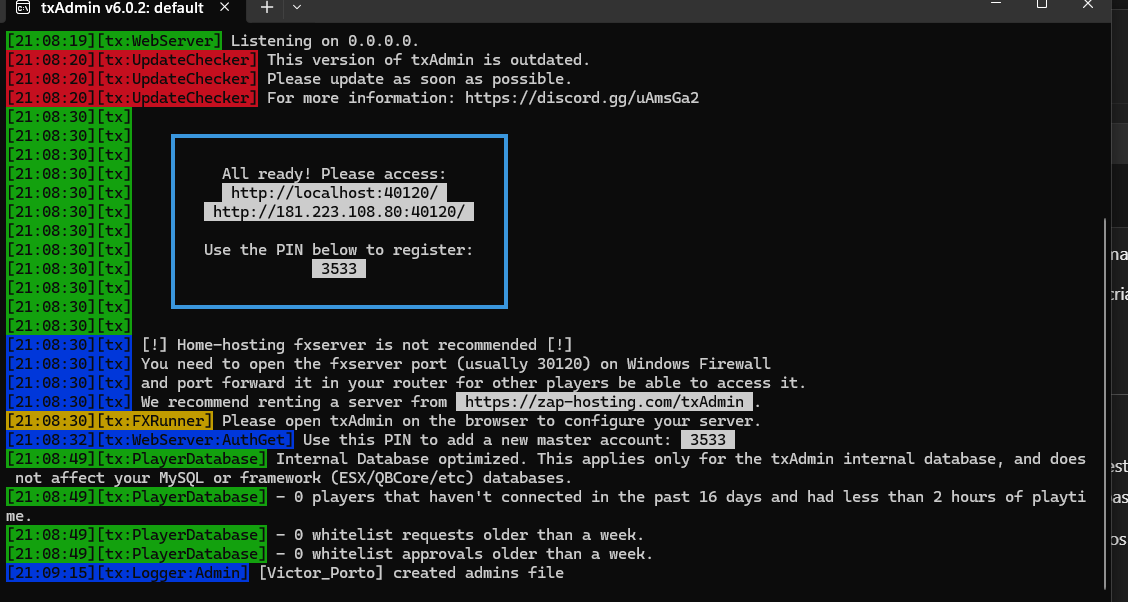 txAdmin v6.0.2: default
[21:08:19][tx:WebServer] Listening on 0.0.0.0.
[21:08:20][tx:UpdateChecker] This version of txAdmin is outdated.
[21:08:20][tx:UpdateChecker] Please update as soon as possible.
[21:08:20][tx:UpdateChecker] For more information: https://discord.gg/uAmsGa2
[21:08:30][tx]
[21:08:30][tx]
[21:08:30][tx]
[21:08:30][tx] All ready! Please access:
[21:08:30][tx] http://localhost:40120/
[21:08:30][tx] http://181.223.108.80:40120/
[21:08:30][tx]
[21:08:30][tx] Use the PIN below to register:
[21:08:30][tx] 3533
[21:08:30][tx]
[21:08:30][tx]
[21:08:30][tx]
[21:08:30][tx] [!] Home-hosting fxserver is not recommended [!]
[21:08:30][tx] You need to open the fxserver port (usually 30120) on Windows Firewall
[21:08:30][tx] and port forward it in your router for other players be able to access it.
[21:08:30][tx] We recommend renting a server from https://zap-hosting.com/txAdmin .
[21:08:30][tx:FXRunner] Please open txAdmin on the browser to configure your server.
[21:08:32][tx:WebServer:AuthGet] Use this PIN to add a new master account: 3533
[21:08:49][tx:PlayerDatabase] Internal Database optimized. This applies only for the txAdmin internal database, and does
not affect your MySQL or framework (ESX/QBCore/etc) databases.
[21:08:49][tx:PlayerDatabase] - 0 players that haven't connected in the past 16 days and had less than 2 hours of playti
me.
[21:08:49][tx:PlayerDatabase] - 0 whitelist requests older than a week.
[21:08:49][tx:PlayerDatabase] - 0 whitelist approvals older than a week.
[21:09:15][tx:Logger:Admin] [Victor_Porto] created admins file